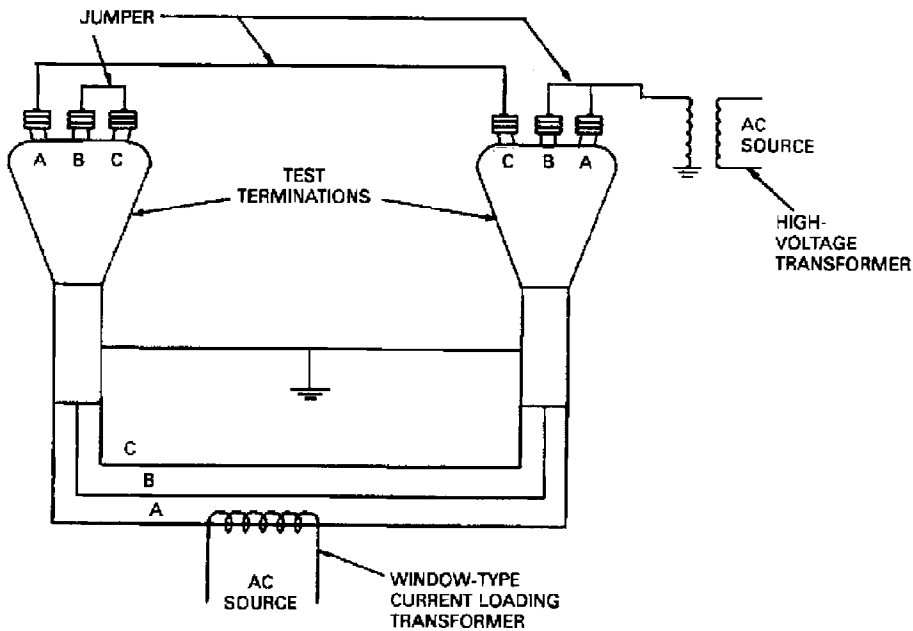 JUMPER
A B C
C B A
TEST
TERMINATIONS
AC
SOURCE
HIGH-
VOLTAGE
TRANSFORMER
C
B
A
AC
SOURCE
WINDOW-TYPE
CURRENT LOADING
TRANSFORMER